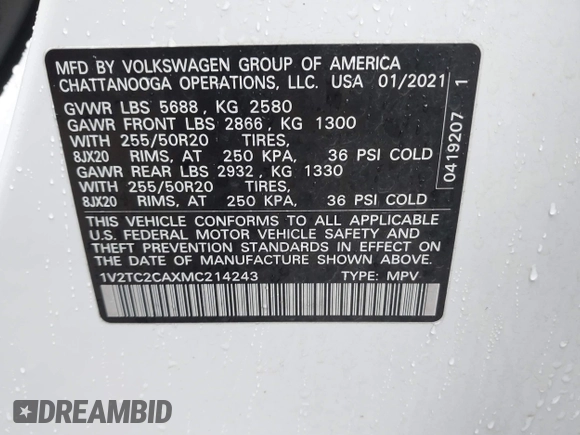 MFD BY VOLKSWAGEN GROUP OF AMERICA
CHATTANOOGA OPERATIONS, LLC. USA 01/2021
GVWR LBS 5688, KG 2580
GAWR FRONT LBS 2866, KG 1300
WITH 255/50R20 TIRES,
8JX20 RIMS, AT 250 KPA, 36 PSI COLD
GAWR REAR LBS 2932, KG 1330
WITH 255/50R20 TIRES,
8JX20 RIMS, AT 250 KPA, 36 PSI COLD
THIS VEHICLE CONFORMS TO ALL APPLICABLE
U.S. FEDERAL MOTOR VEHICLE SAFETY AND
THEFT PREVENTION STANDARDS IN EFFECT ON
THE DATE OF MANUFACTURE SHOWN ABOVE.
1V2TC2CAXMC214243 TYPE: MPV
0419207 1
DREAMBID